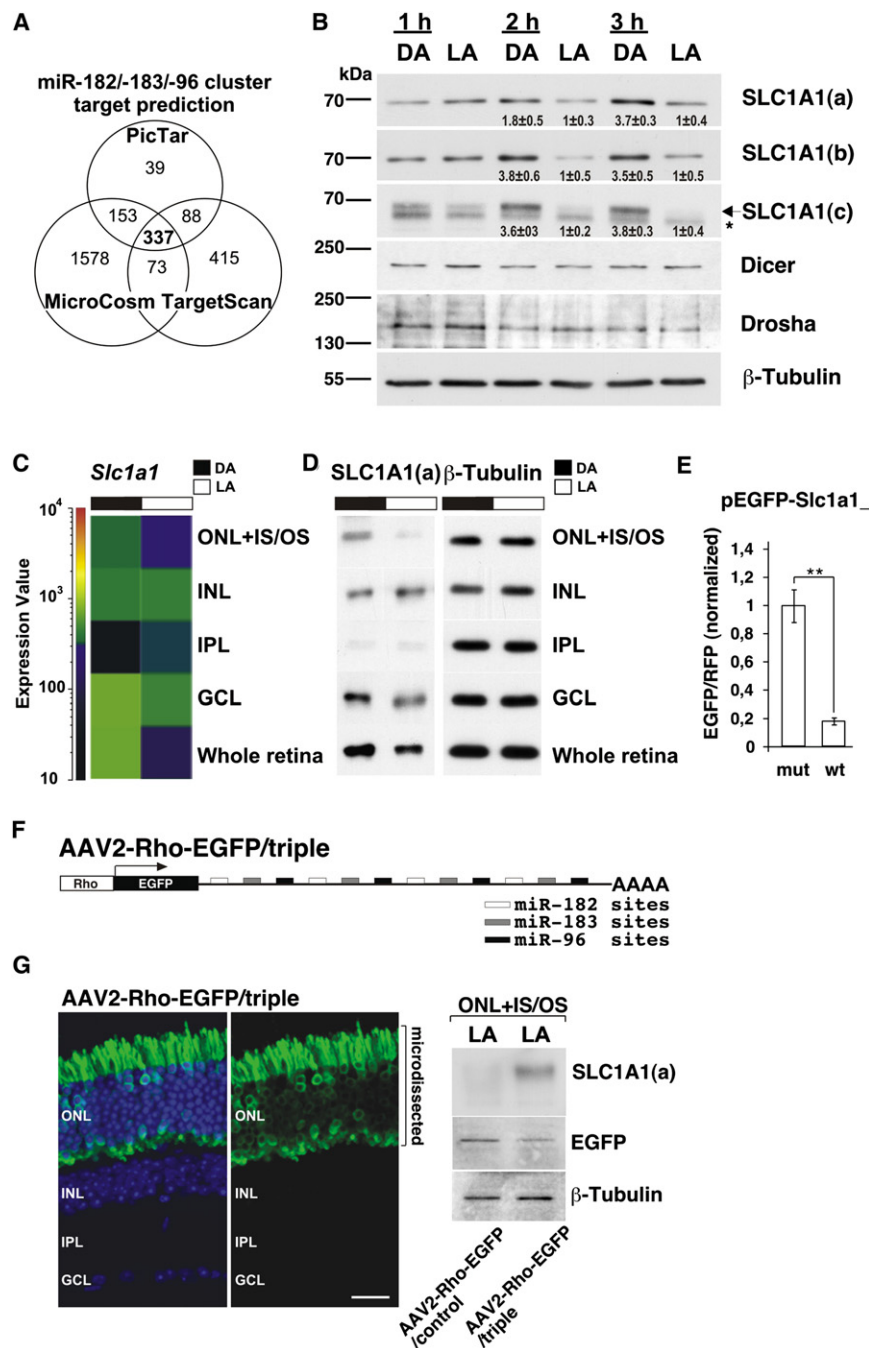 A
miR-182/-183/-96 cluster
target prediction
PicTar
39
153
88
337
1578
73
415
MicroCosm TargetScan
B
1 h 2 h 3 h
DA LA DA LA DA LA
kDa
70
SLC1A1(a)
1.8±0.5 1±0.3 3.7±0.3 1±0.4
70
SLC1A1(b)
3.8±0.6 1±0.5 3.5±0.5 1±0.5
70
SLC1A1(c)
*
3.6±03 1±0.2 3.8±0.3 1±0.4
250
Dicer
250
Drosha
130
55
β-Tubulin
C
Slc1a1
DA
LA
Expression Value
10^4
10^3
100
10
ONL+IS/OS
INL
IPL
GCL
Whole retina
D
SLC1A1(a) β-Tubulin
DA
LA
ONL+IS/OS
INL
IPL
GCL
Whole retina
E
pEGFP-Slc1a1_
EGFP/RFP (normalized)
1,4
1,2
1
0,8
0,6
0,4
0,2
0
**
mut wt
F
AAV2-Rho-EGFP/triple
Rho EGFP AAAA
miR-182 sites
miR-183 sites
miR-96 sites
G
AAV2-Rho-EGFP/triple
ONL
INL
IPL
GCL
ONL
INL
IPL
GCL
microdissected
ONL+IS/OS
LA LA
SLC1A1(a)
EGFP
β-Tubulin
AAV2-Rho-EGFP
/control
AAV2-Rho-EGFP
/triple